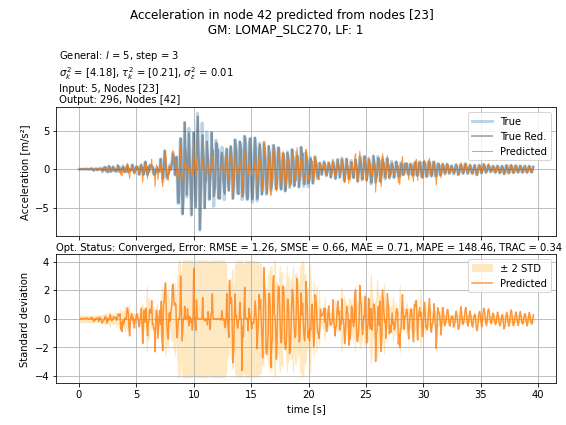 Acceleration in node 42 predicted from nodes [23]
GM: LOMAP_SLC270, LF: 1
General: l = 5, step = 3
σ²ₖ = [4.18], τ²ₖ = [0.21], σ²ε = 0.01
Input: 5, Nodes [23]
Output: 296, Nodes [42]
5
0
−5
Acceleration [m/s²]
True
True Red.
Predicted
Opt. Status: Converged, Error: RMSE = 1.26, SMSE = 0.66, MAE = 0.71, MAPE = 148.46, TRAC = 0.34
4
2
0
−2
−4
Standard deviation
± 2 STD
Predicted
0 5 10 15 20 25 30 35 40
time [s]